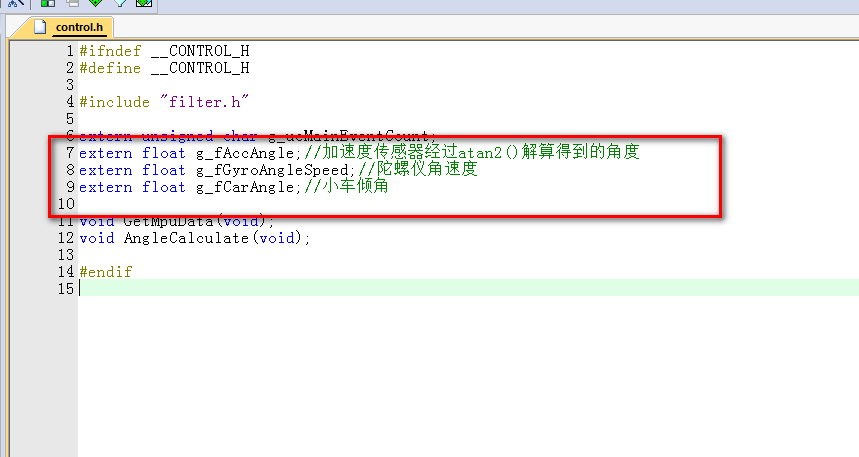 control.h
1 #ifndef __CONTROL_H
2 #define __CONTROL_H
3
4 #include "filter.h"
5
6 extern unsigned char g_ucMainEventCount;
7 extern float g_fAccAngle;//加速度传感器经过atan2()解算得到的角度
8 extern float g_fGyroAngleSpeed;//陀螺仪角速度
9 extern float g_fCarAngle;//小车倾角
10
11 void GetMpuData(void);
12 void AngleCalculate(void);
13
14 #endif
15